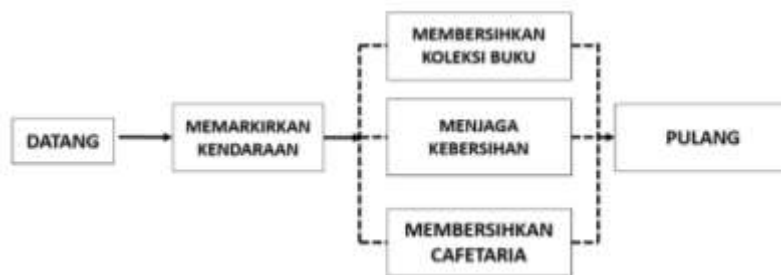 DATANG
MEMARKIRKAN
KENDARAAN
MEMBERSIHKAN
KOLEKSI BUKU
MENJAGA
KEBERSIHAN
MEMBERSIHKAN
CAFETARIA
PULANG